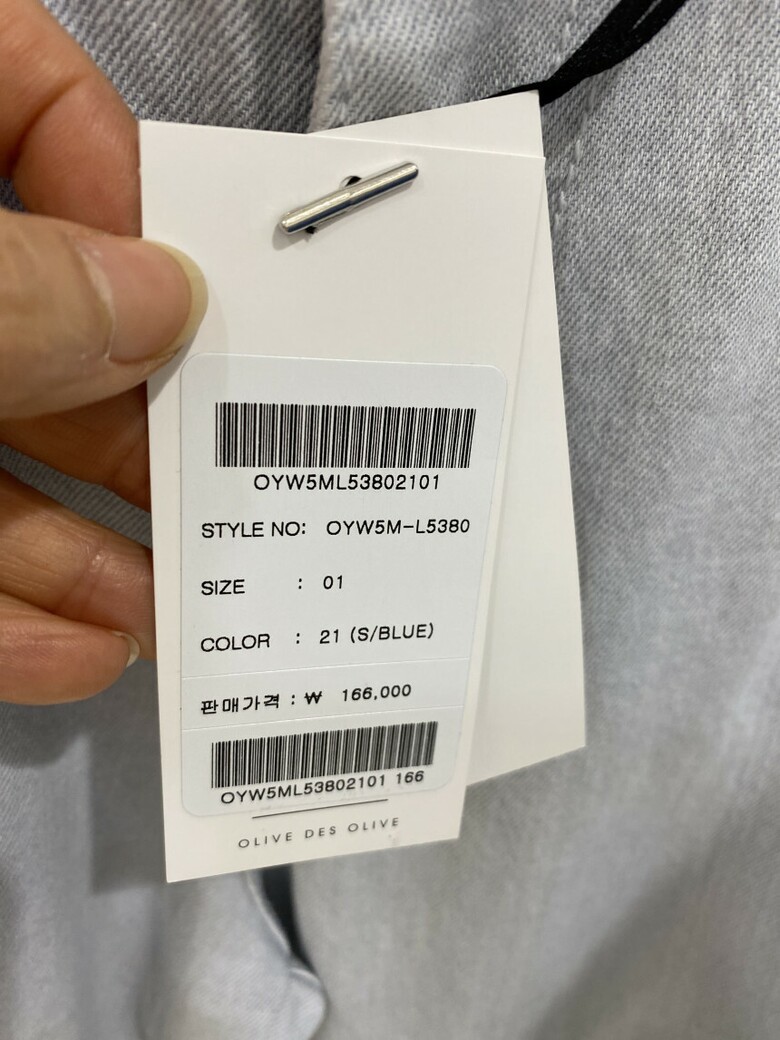 OYW5ML53802101
STYLE NO: OYW5M-L5380
SIZE : 01
COLOR : 21 (S/BLUE)
판매가격 : ₩ 166,000
OYW5ML53802101 166
OLIVE DES OLIVE